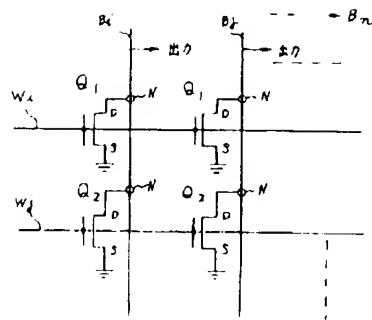 Bi Bj Bn
出力 出力
Q1 N Q1 N
Wi D D
S S
Q2 N Q2 N
Wj D D
S S